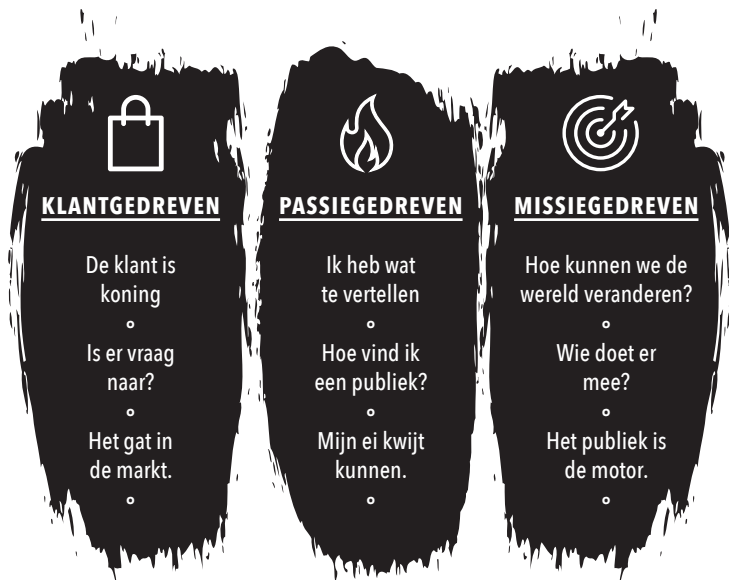 KLANTGEDREVEN
De klant is
koning
Is er vraag
naar?
Het gat in
de markt.
PASSIEGEDREVEN
Ik heb wat
te vertellen
Hoe vind ik
een publiek?
Mijn ei kwijt
kunnen.
MISSIEGEDREVEN
Hoe kunnen we de
wereld veranderen?
Wie doet er
mee?
Het publiek is
de motor.